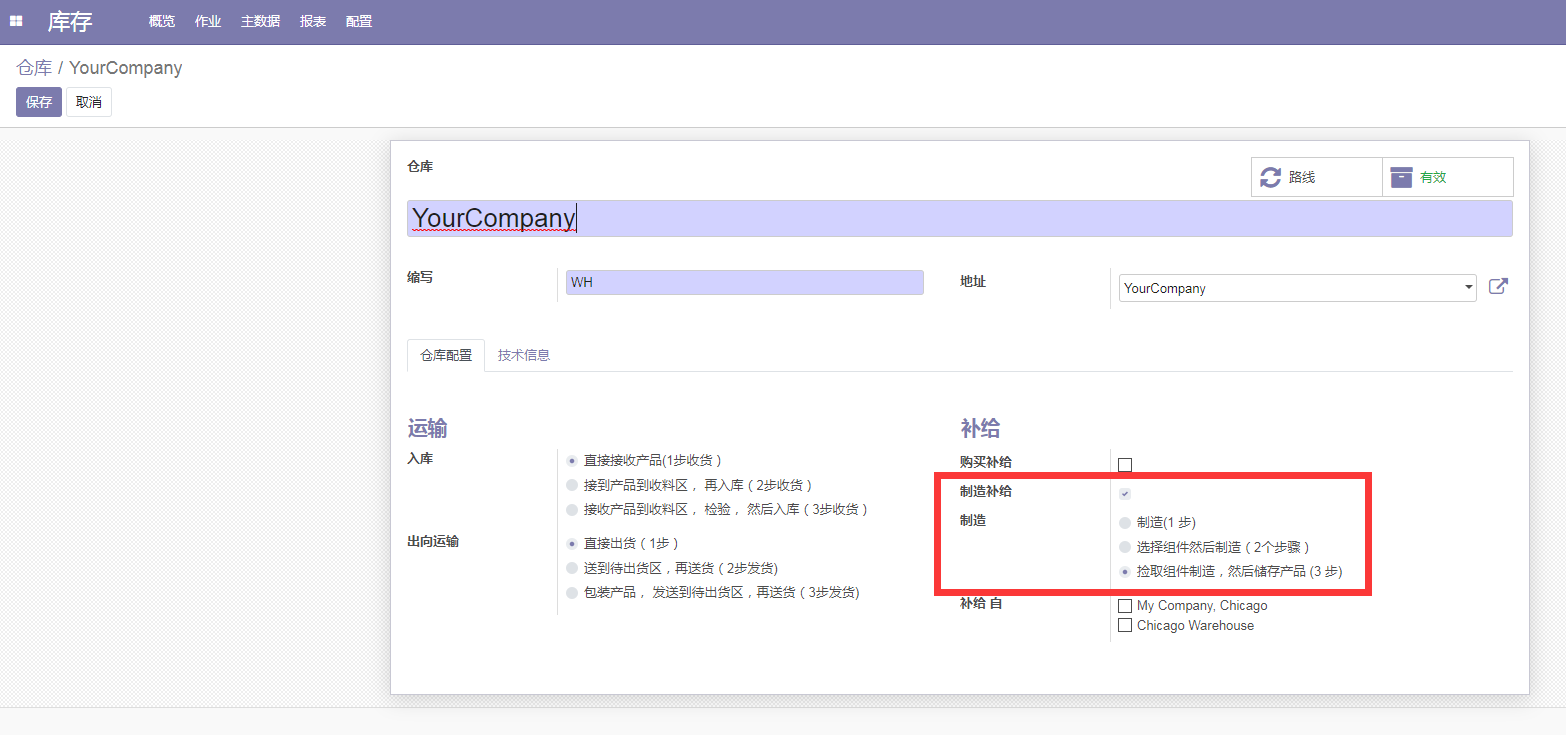 库存 概览 作业 主数据 报表 配置
仓库 / YourCompany
保存 取消
仓库
路线 有效
YourCompany
缩写 WH
地址 YourCompany
仓库配置 技术信息
运输
入库
直接接收产品(1步收货 )
接到产品到收料区 ,再入库 ( 2步收货 )
接收产品到收料区 ,检验 ,然后入库 ( 3步收货 )
出向运输
直接出货 ( 1步 )
送到待出货区 , 再送货 ( 2步发货)
包装产品 ,发送到待出货区 , 再送货 ( 3步发货)
补给
购买补给
制造补给
制造
制造(1 步)
选择组件然后制造 ( 2个步骤 )
捡取组件制造 , 然后储存产品 (3 步)
补给 自
My Company, Chicago
Chicago Warehouse